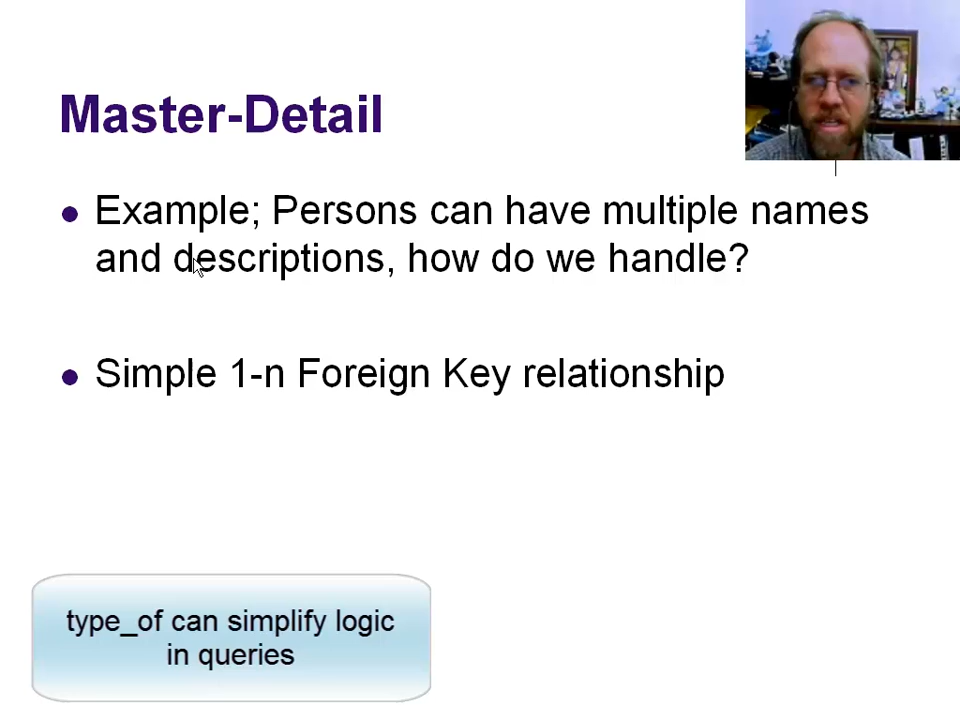 Master-Detail
Example; Persons can have multiple names
and descriptions, how do we handle?
Simple 1-n Foreign Key relationship
type_of can simplify logic
in queries